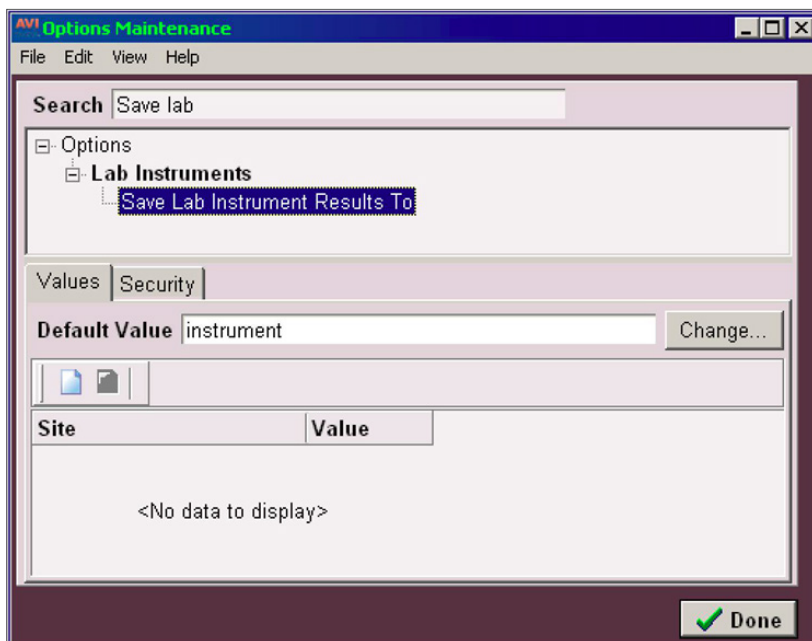 AVI Options Maintenance
File Edit View Help
Search Save lab
Options
Lab Instruments
Save Lab Instrument Results To
Values Security
Default Value instrument Change...
Site Value
<No data to display>
Done